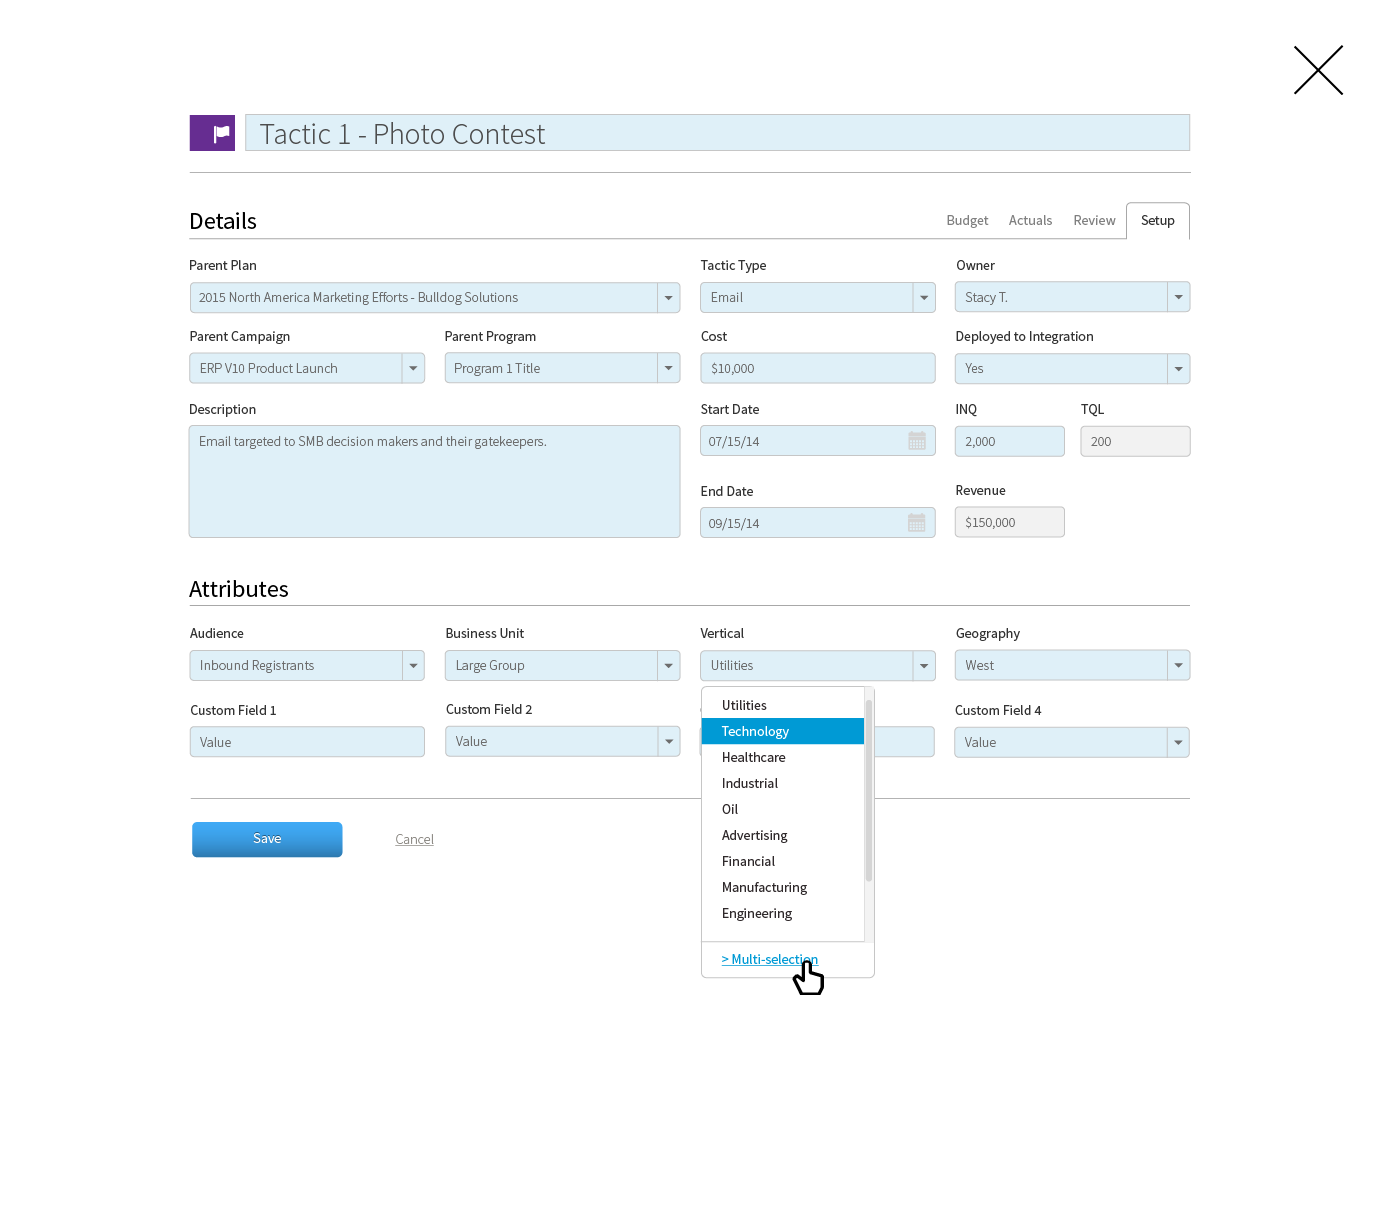 Tactic 1 - Photo Contest
Details
Budget
Actuals
Review
Setup
Parent Plan
Tactic Type
Owner
2015 North America Marketing Efforts - Bulldog Solutions
Email
Stacy T.
Parent Campaign
Parent Program
Cost
Deployed to Integration
ERP V10 Product Launch
Program 1 Title
$10,000
Yes
Description
Start Date
INQ
TQL
Email targeted to SMB decision makers and their gatekeepers.
07/15/14
2,000
200
End Date
Revenue
09/15/14
$150,000
Attributes
Audience
Business Unit
Vertical
Geography
Inbound Registrants
Large Group
Utilities
West
Custom Field 1
Custom Field 2
Custom Field 4
Value
Value
Value
Utilities
Technology
Healthcare
Industrial
Oil
Advertising
Financial
Manufacturing
Engineering
> Multi-selection
Save
Cancel